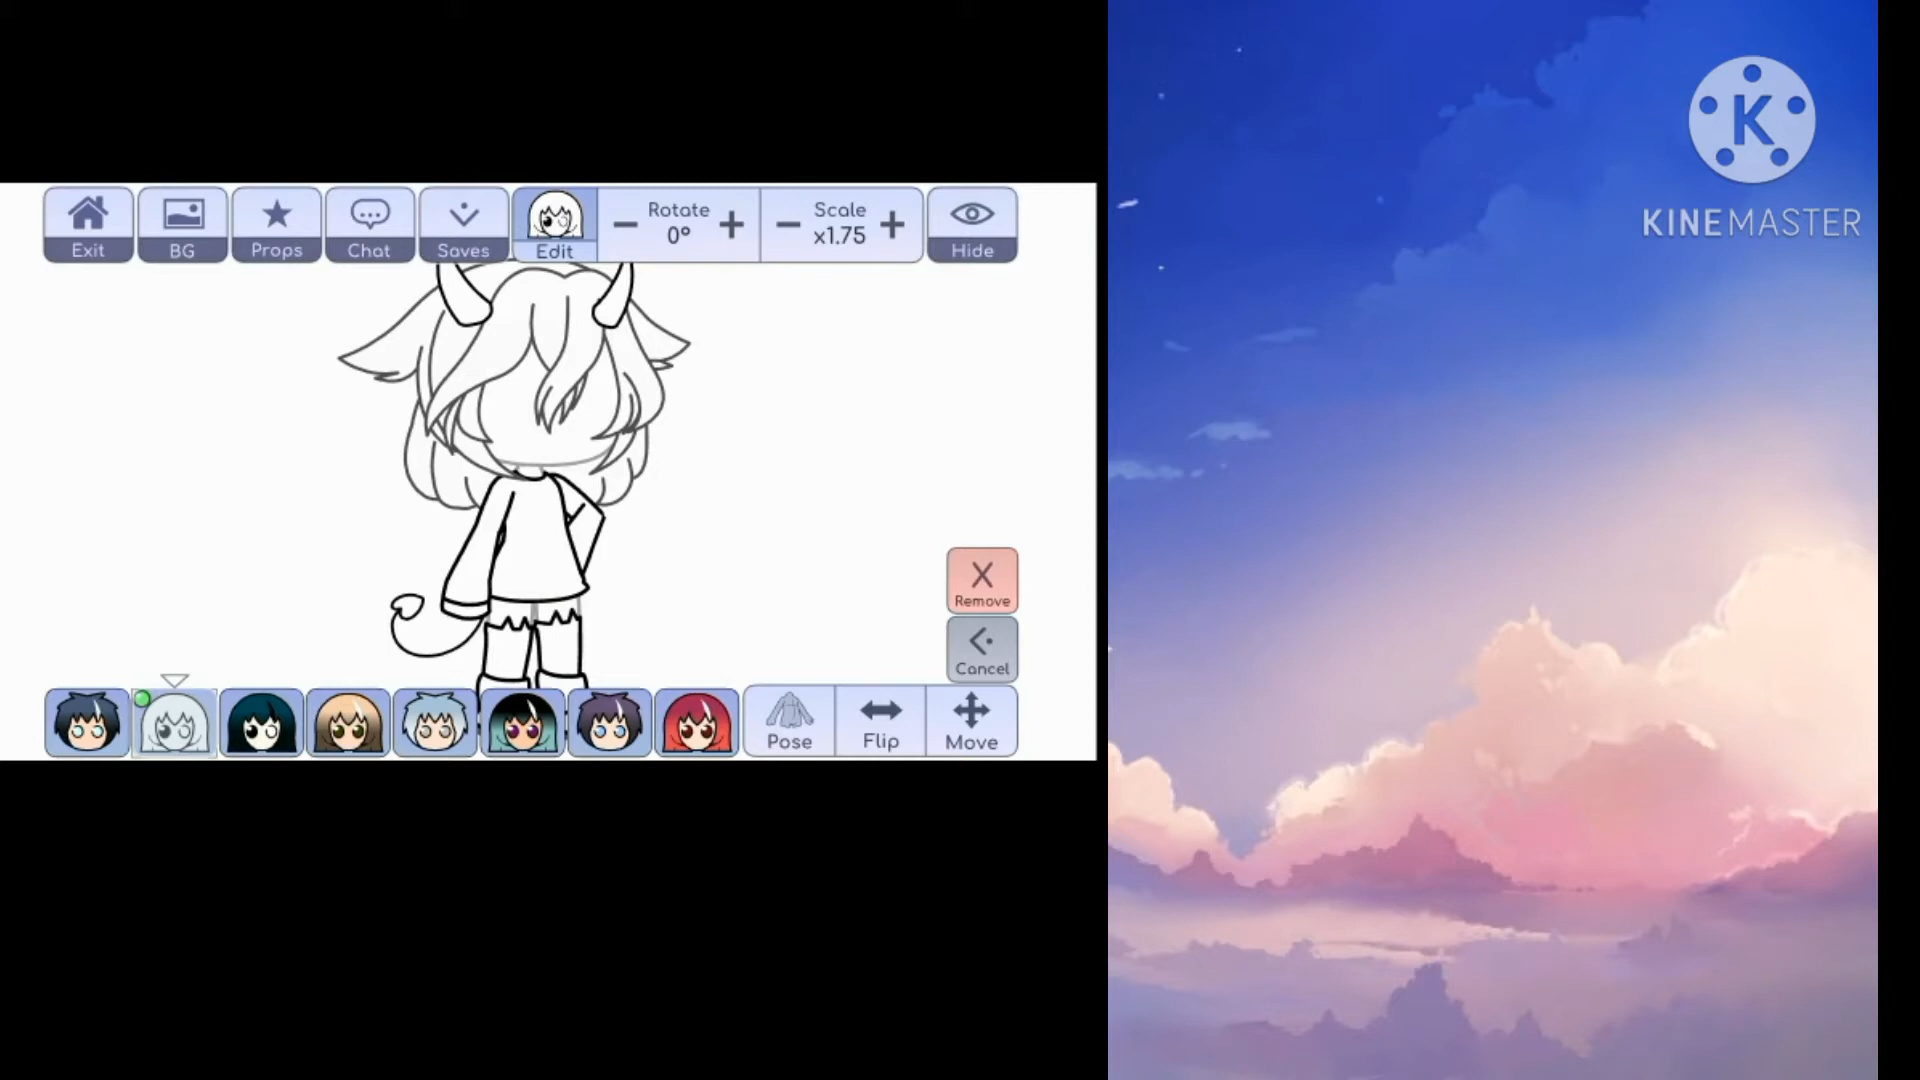 Exit
BG
Props
Chat
Saves
Edit
Rotate
0°
Scale
x1.75
Hide
K
KINEMASTER
X
Remove
Cancel
Pose
Flip
Move